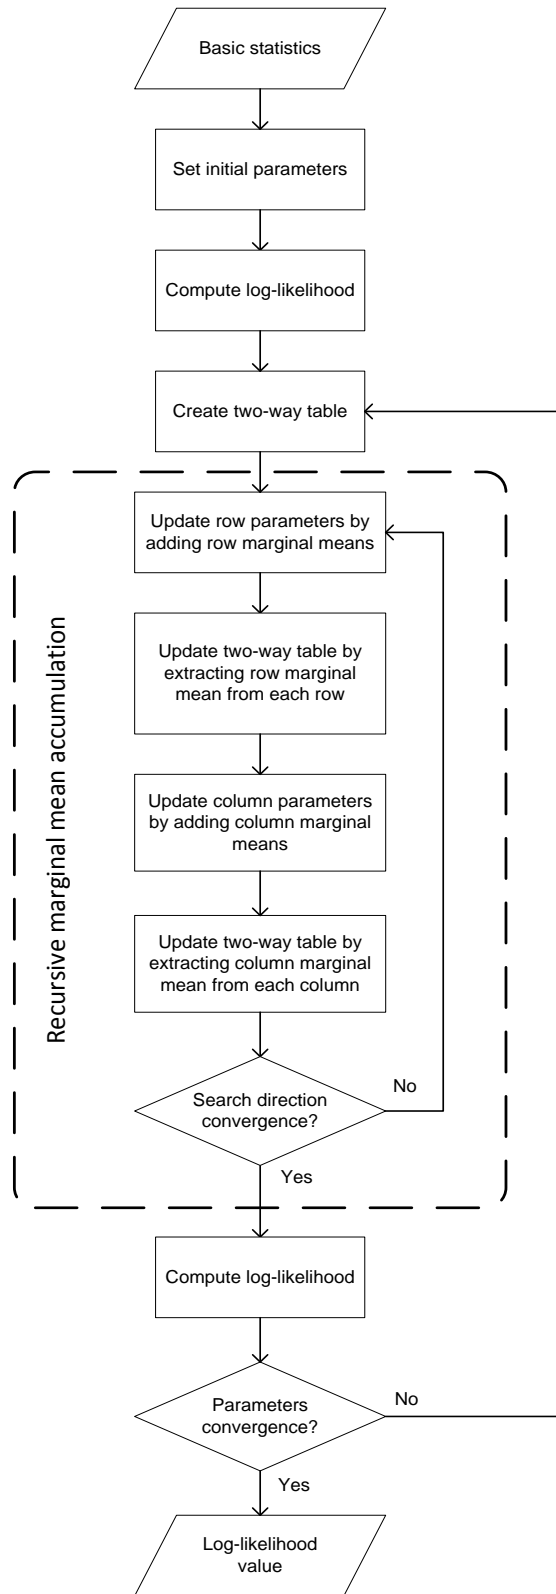 Basic statistics
Set initial parameters
Compute log-likelihood
Create two-way table
Recursive marginal mean accumulation
Update row parameters by
adding row marginal means
Update two-way table by
extracting row marginal
mean from each row
Update column parameters
by adding column marginal
means
Update two-way table by
extracting column marginal
mean from each column
Search direction
convergence?
No
Yes
Compute log-likelihood
Parameters
convergence?
No
Yes
Log-likelihood
value